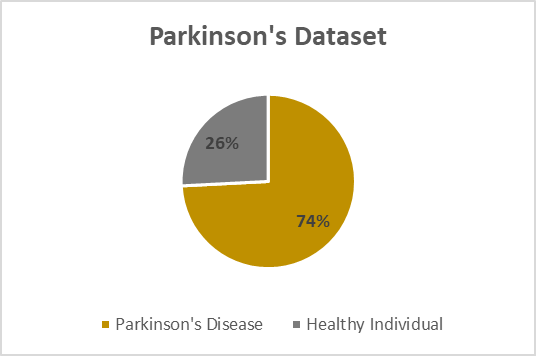 Parkinson's Dataset
26%
74%
Parkinson's Disease Healthy Individual